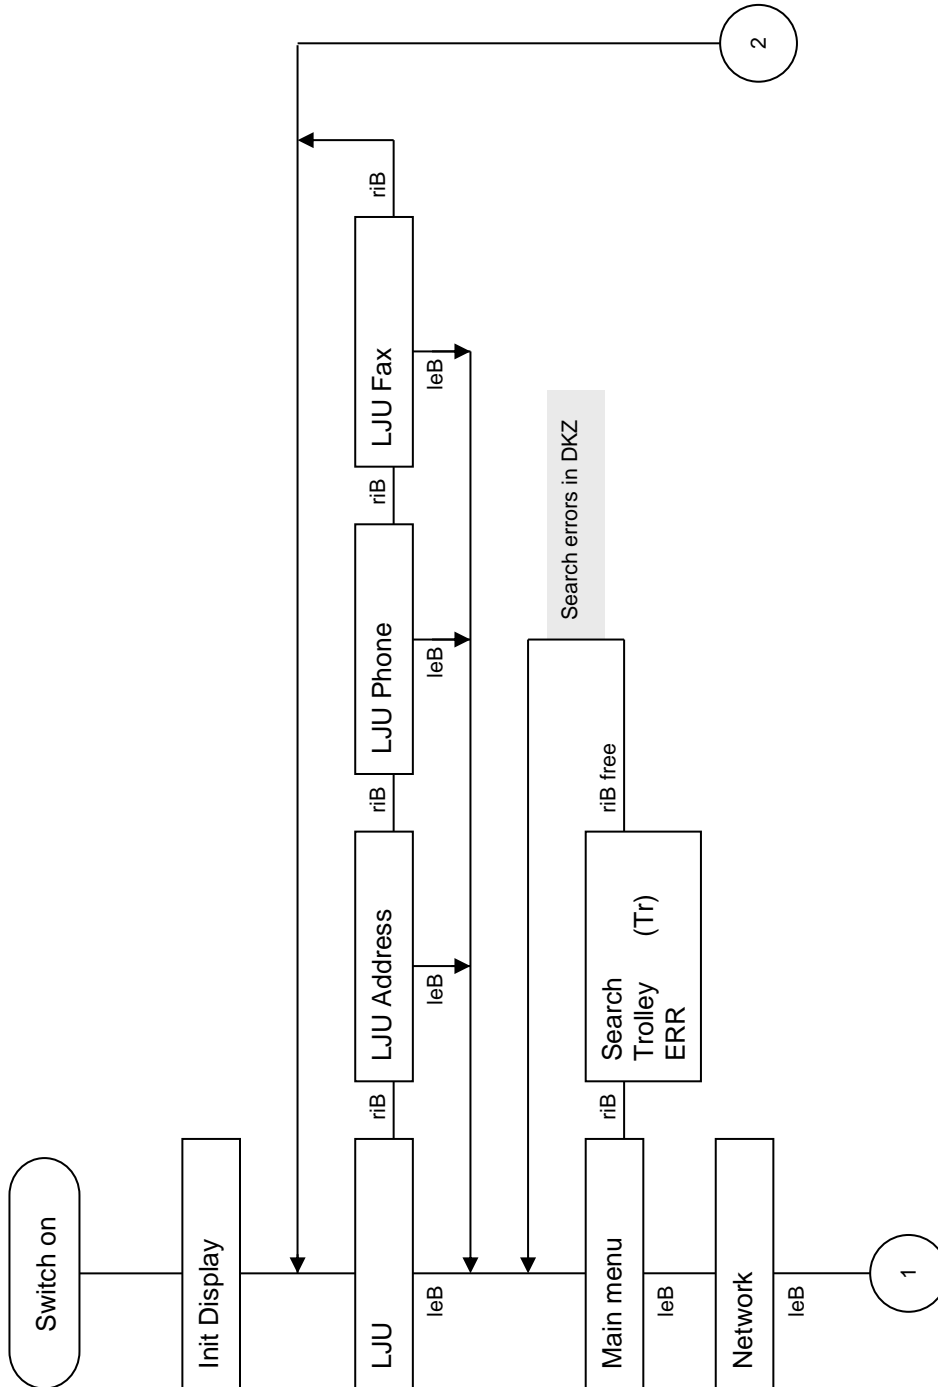 Switch on
Init Display
LJU
riB
LJU Address
riB
LJU Phone
riB
LJU Fax
riB
leB
leB
leB
leB
Search errors in DKZ
Main menu
riB
Search
Trolley (Tr)
ERR
riB free
leB
Network
2
leB
1